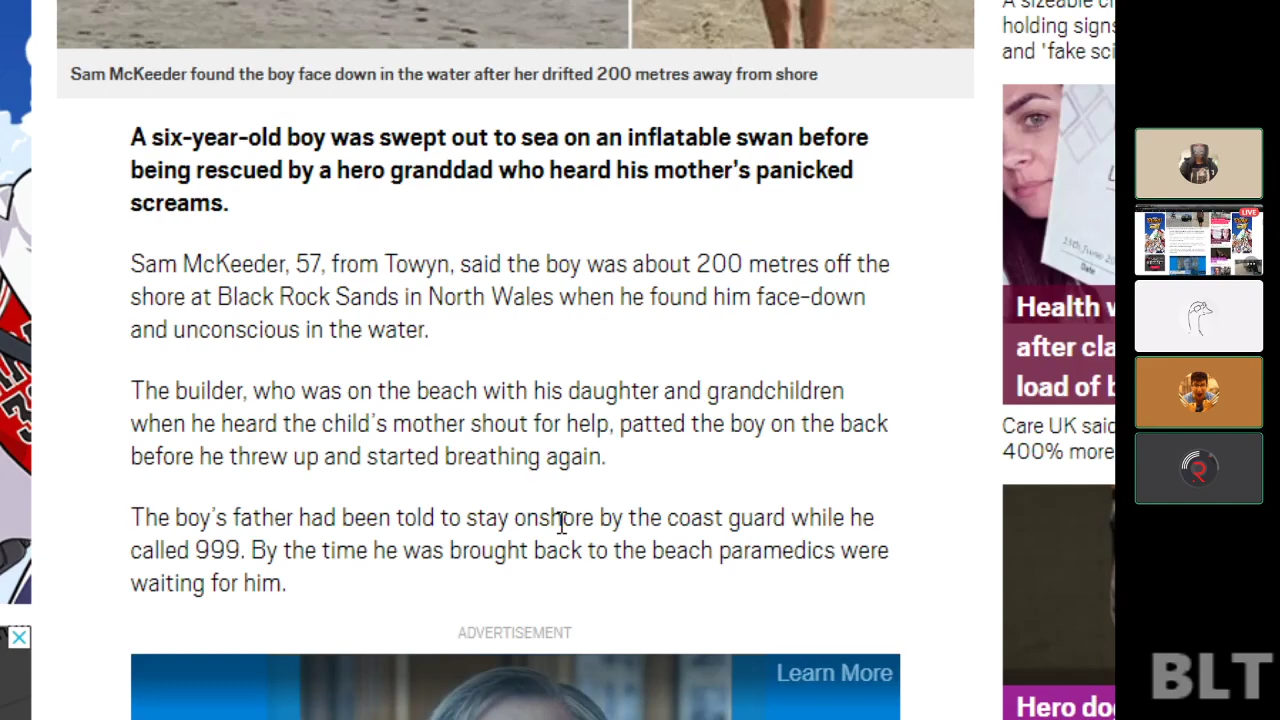 A sizeable
holding signs
and 'fake
Sam McKeeder found the boy face down in the water after her drifted 200 metres away from shore
A six-year-old boy was swept out to sea on an inflatable swan before
being rescued by a hero granddad who heard his mother's panicked
screams.
Sam McKeeder, 57, from Towyn, said the boy was about 200 metres off the
shore at Black Rock Sands in North Wales when he found him face-down
and unconscious in the water.
The builder, who was on the beach with his daughter and grandchildren
when he heard the child's mother shout for help, patted the boy on the back
before he threw up and started breathing again.
The boy's father had been told to stay onshore by the coast guard while he
called 999. By the time he was brought back to the beach paramedics were
waiting for him.
ADVERTISEMENT
Learn More
Date
Health
after
load of
Care UK said
400% more
Hero
LIVE
R
BLT